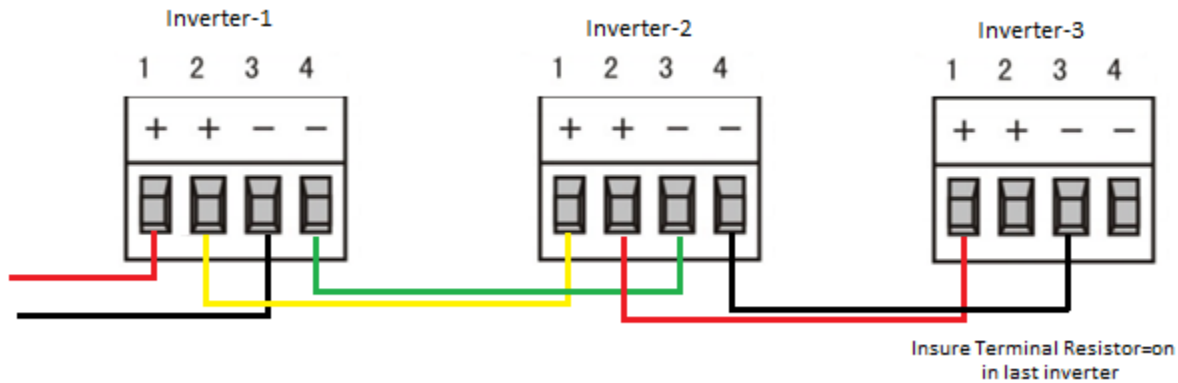 Inverter-1
1 2 3 4
+ + − −
Inverter-2
1 2 3 4
+ + − −
Inverter-3
1 2 3 4
+ + − −
Insure Terminal Resistor=on
in last inverter